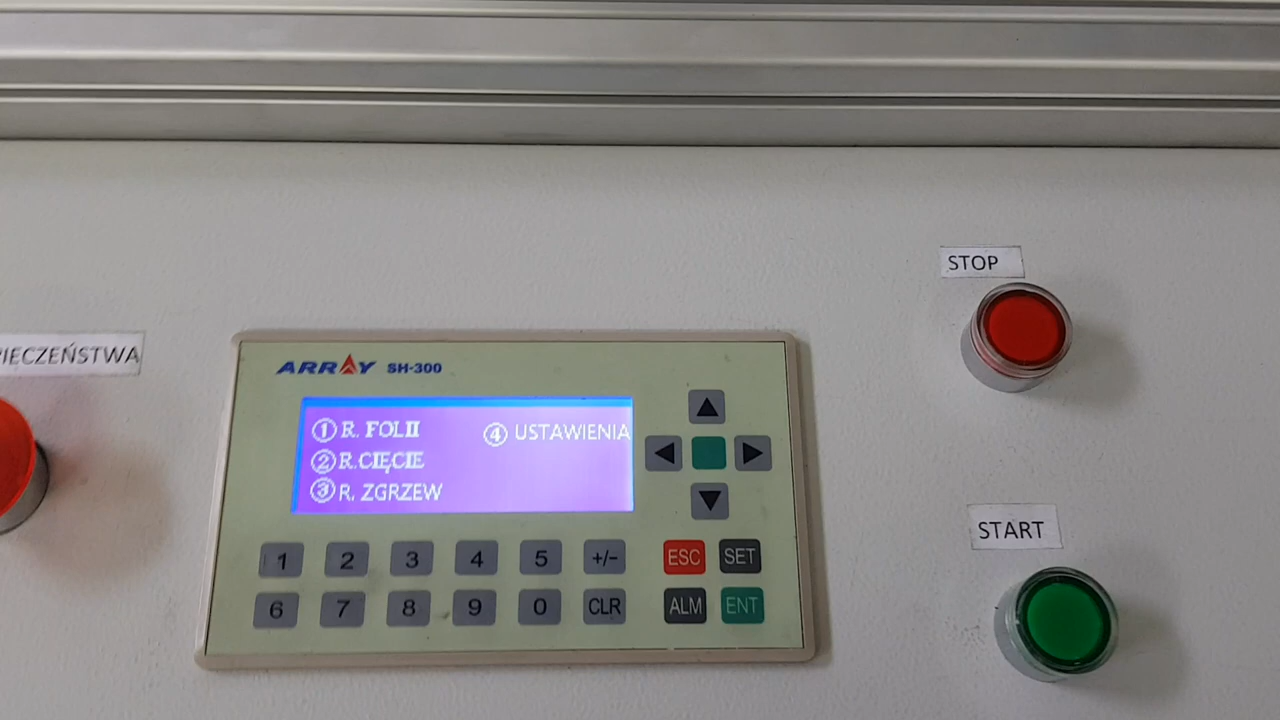 STOP
IECZEŃSTWA
ARRAY SH-300
① R. FOLII ④ USTAWIENIA
② R.CIĘCIE
③ R. ZGRZEW
START
1 2 3 4 5 +/- ESC SET
6 7 8 9 0 CLR ALM ENT